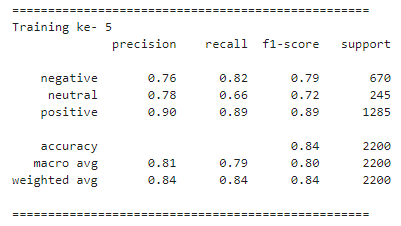 ==================================================
Training ke- 5
precision recall f1-score support
negative 0.76 0.82 0.79 670
neutral 0.78 0.66 0.72 245
positive 0.90 0.89 0.89 1285
accuracy 0.84 2200
macro avg 0.81 0.79 0.80 2200
weighted avg 0.84 0.84 0.84 2200
==================================================